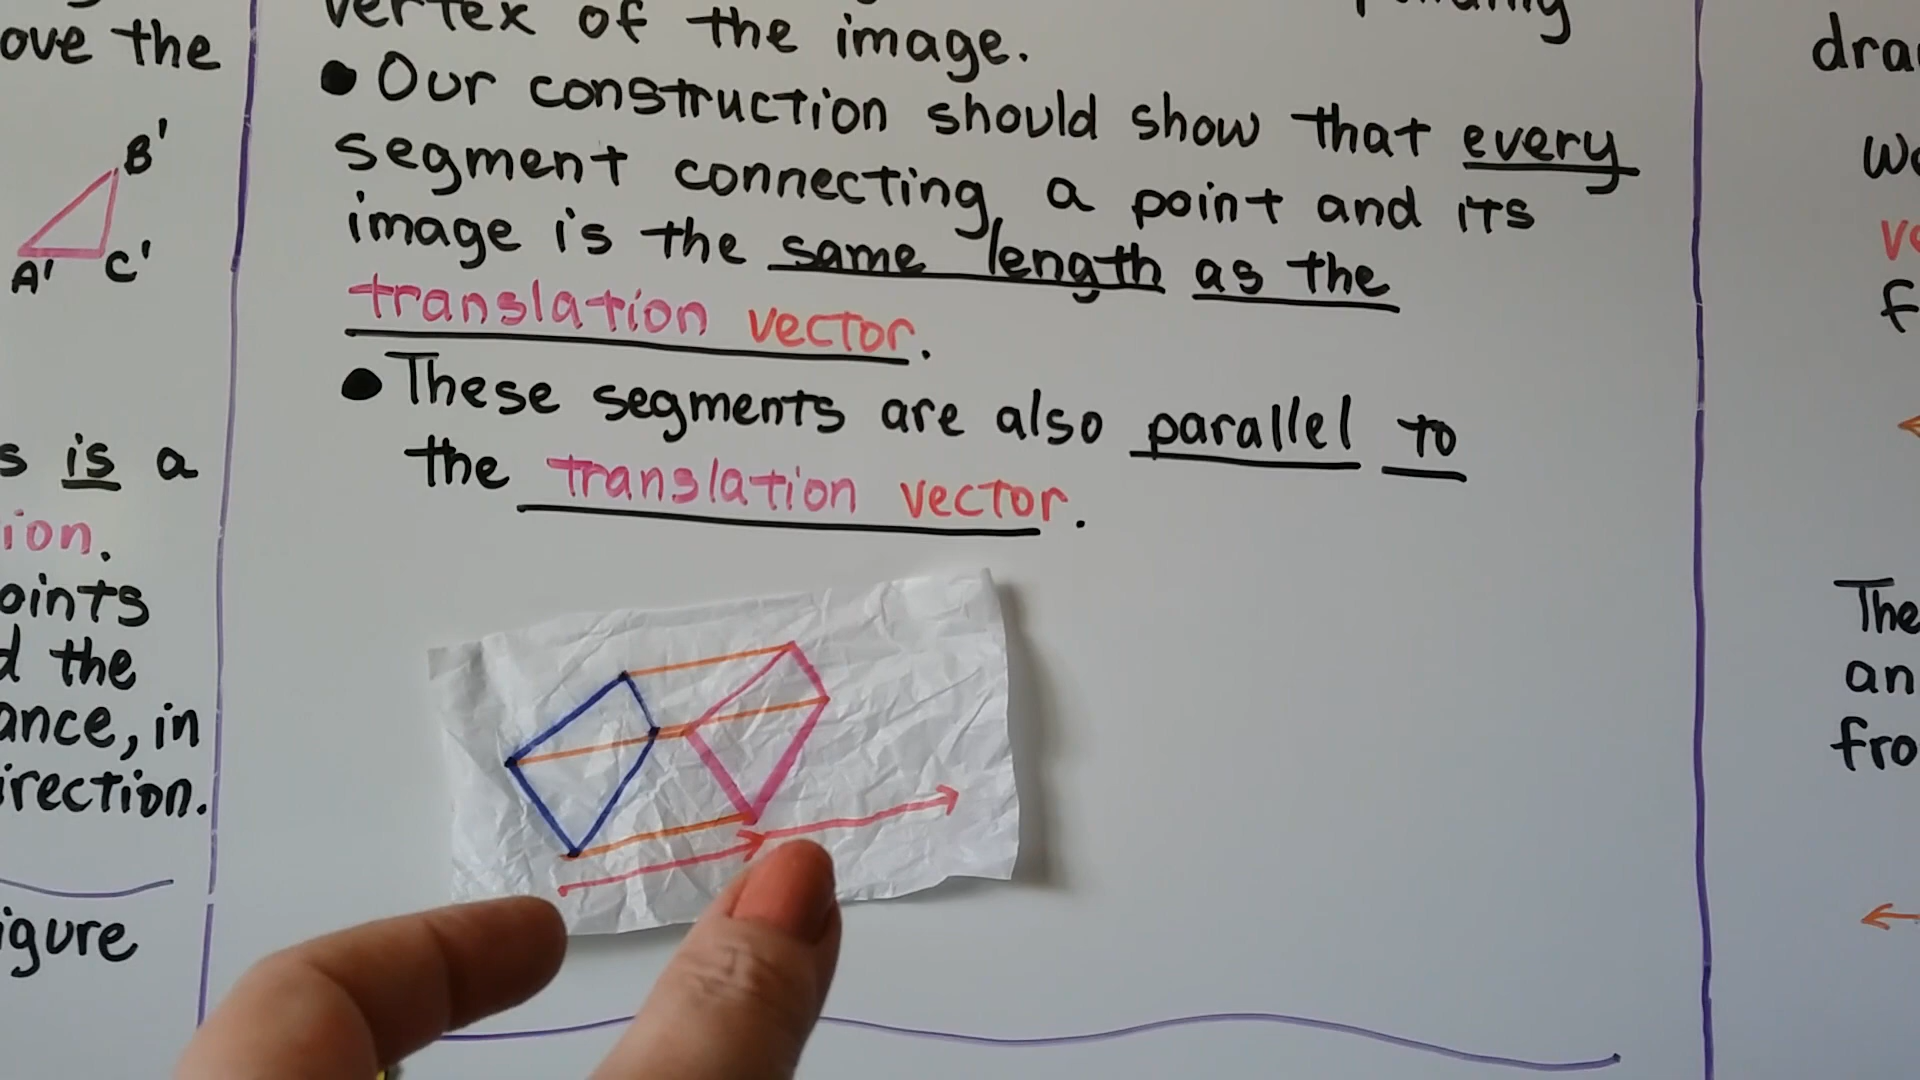 ove the
B'
A' C'
s is a
ion.
oints
d the
ance, in
irection.
igure
vertex of the image.
• Our construction should show that every
segment connecting a point and its
image is the same length as the
translation vector.
• These segments are also parallel to
the translation vector.
dra
f
The
an
fro